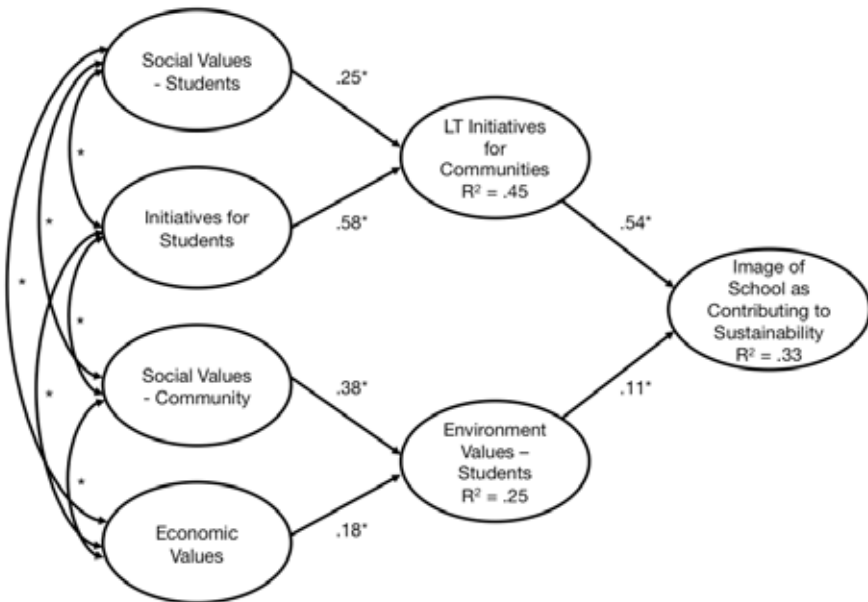 Social Values
- Students
.25*
LT Initiatives
for
Communities
R² = .45
*
Initiatives for
Students
.58*
*
.54*
Image of
School as
Contributing to
Sustainability
R² = .33
*
*
Social Values
- Community
.38*
*
.11*
Environment
Values –
Students
R² = .25
*
Economic
Values
.18*